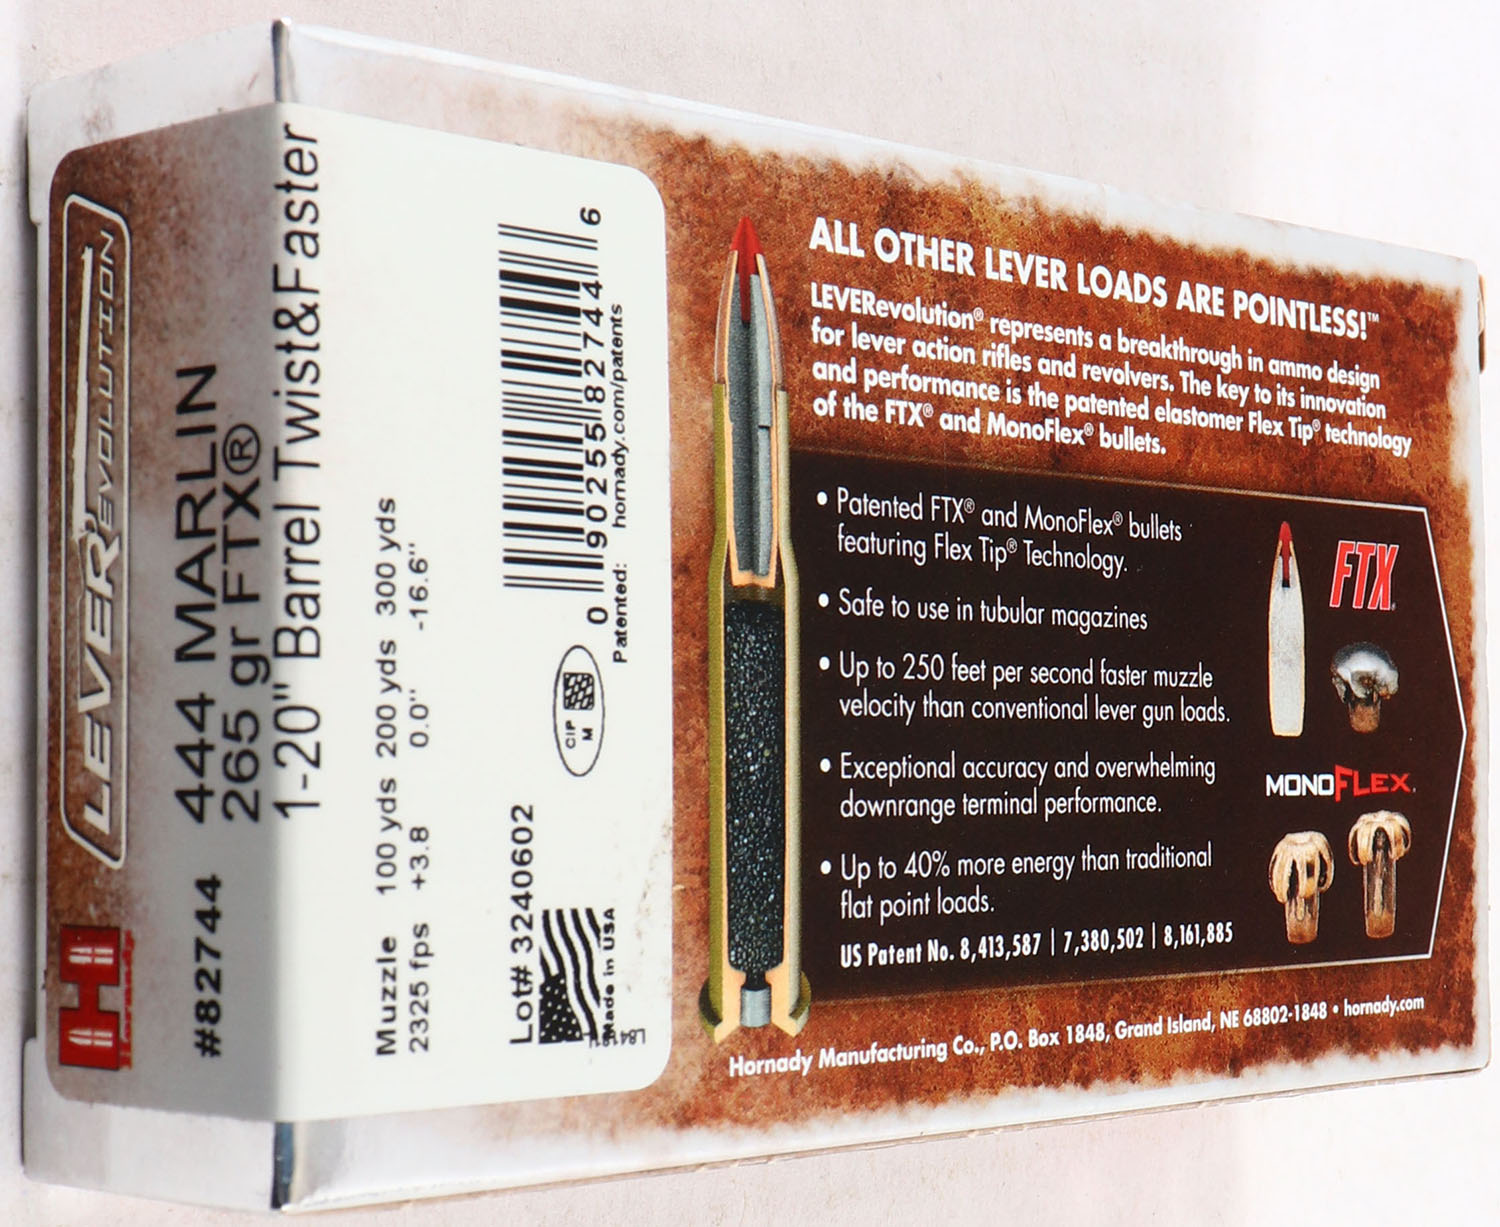 Hornady
LEVERevolution
#82744
444 MARLIN
265 gr FTX®
1-20" Barrel Twist&Faster
Muzzle 100 yds 200 yds 300 yds
2325 fps +3.8 0.0" -16.6"
Lot# 3240602
CIP
M
0 90255 82744 6
Patented: hornady.com/patents
Made in USA
ALL OTHER LEVER LOADS ARE POINTLESS!™
LEVERevolution® represents a breakthrough in ammo design
for lever action rifles and revolvers. The key to its innovation
and performance is the patented elastomer Flex Tip® technology
of the FTX® and MonoFlex® bullets.
• Patented FTX® and MonoFlex® bullets
featuring Flex Tip® Technology.
• Safe to use in tubular magazines
• Up to 250 feet per second faster muzzle
velocity than conventional lever gun loads.
• Exceptional accuracy and overwhelming
downrange terminal performance.
• Up to 40% more energy than traditional
flat point loads.
US Patent No. 8,413,587 | 7,380,502 | 8,161,885
FTX®
MONOFLEX®
Hornady Manufacturing Co., P.O. Box 1848, Grand Island, NE 68802-1848 • hornady.com